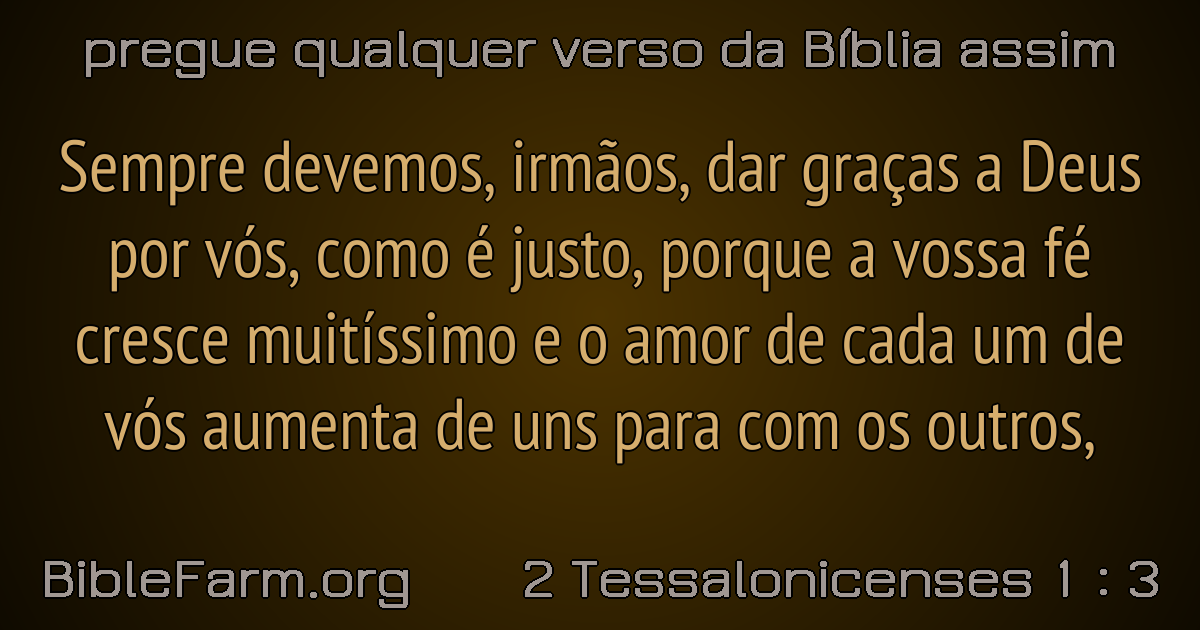 pregue qualquer verso da Bíblia assim
Sempre devemos, irmãos, dar graças a Deus
por vós, como é justo, porque a vossa fé
cresce muitíssimo e o amor de cada um de
vós aumenta de uns para com os outros,
BibleFarm.org 2 Tessalonicenses 1 : 3